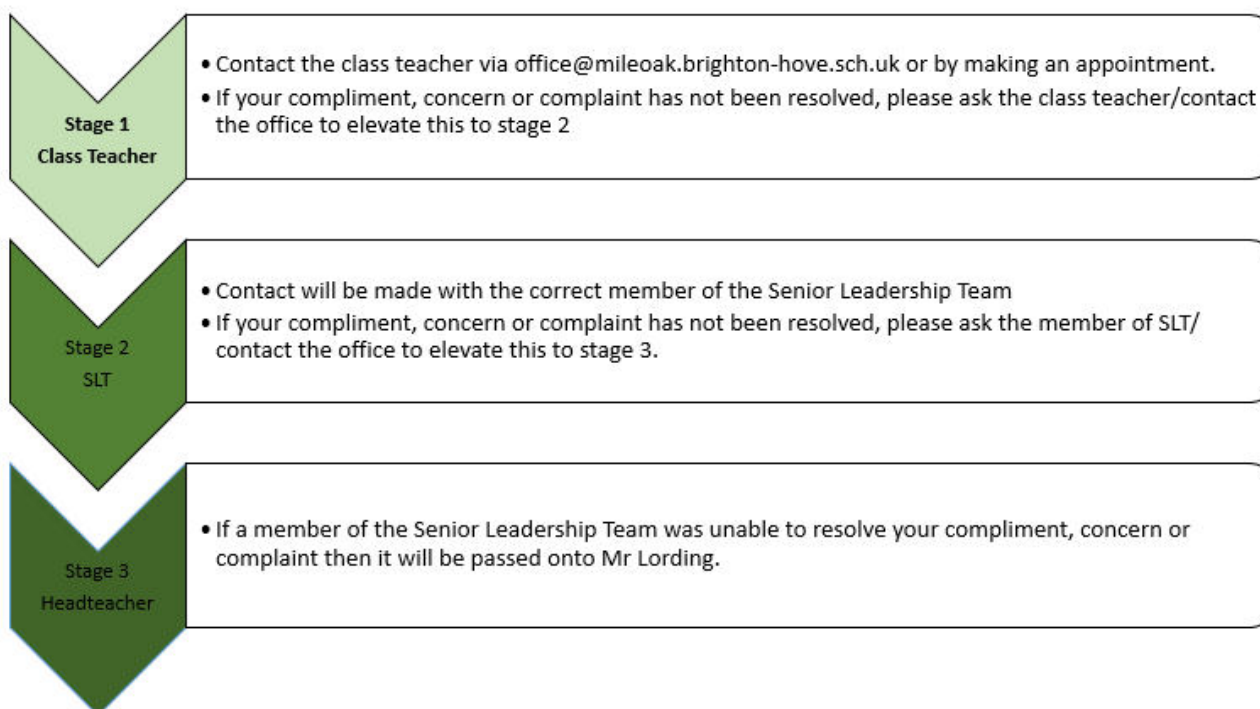 Stage 1
Class Teacher
• Contact the class teacher via office@mileoak.brighton-hove.sch.uk or by making an appointment.
• If your compliment, concern or complaint has not been resolved, please ask the class teacher/contact
the office to elevate this to stage 2
Stage 2
SLT
• Contact will be made with the correct member of the Senior Leadership Team
• If your compliment, concern or complaint has not been resolved, please ask the member of SLT/
contact the office to elevate this to stage 3.
Stage 3
Headteacher
• If a member of the Senior Leadership Team was unable to resolve your compliment, concern or
complaint then it will be passed onto Mr Lording.